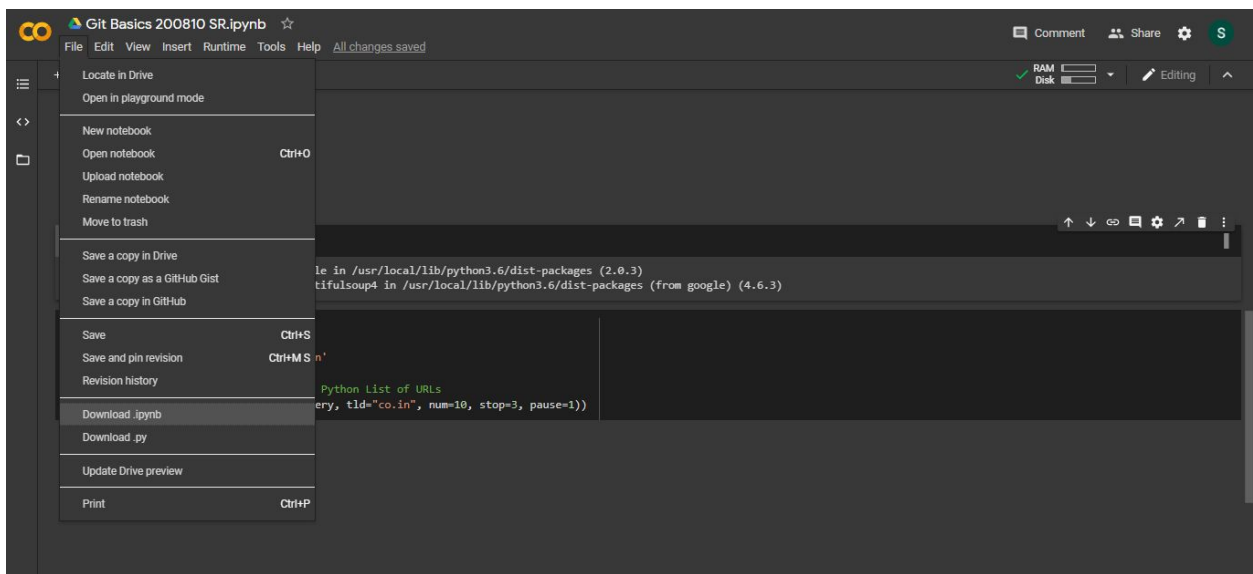 CO
Git Basics 200810 SR.ipynb
Comment Share S
File Edit View Insert Runtime Tools Help All changes saved
+
RAM
Disk
Editing
Locate in Drive
Open in playground mode
New notebook
Open notebook Ctrl+O
Upload notebook
Rename notebook
Move to trash
Save a copy in Drive
Save a copy as a GitHub Gist
Save a copy in GitHub
Save Ctrl+S
Save and pin revision Ctrl+M S
Revision history
Download .ipynb
Download .py
Update Drive preview
Print Ctrl+P
le in /usr/local/lib/python3.6/dist-packages (2.0.3)
tifulsoup4 in /usr/local/lib/python3.6/dist-packages (from google) (4.6.3)
n'
Python List of URLs
ery, tld="co.in", num=10, stop=3, pause=1))